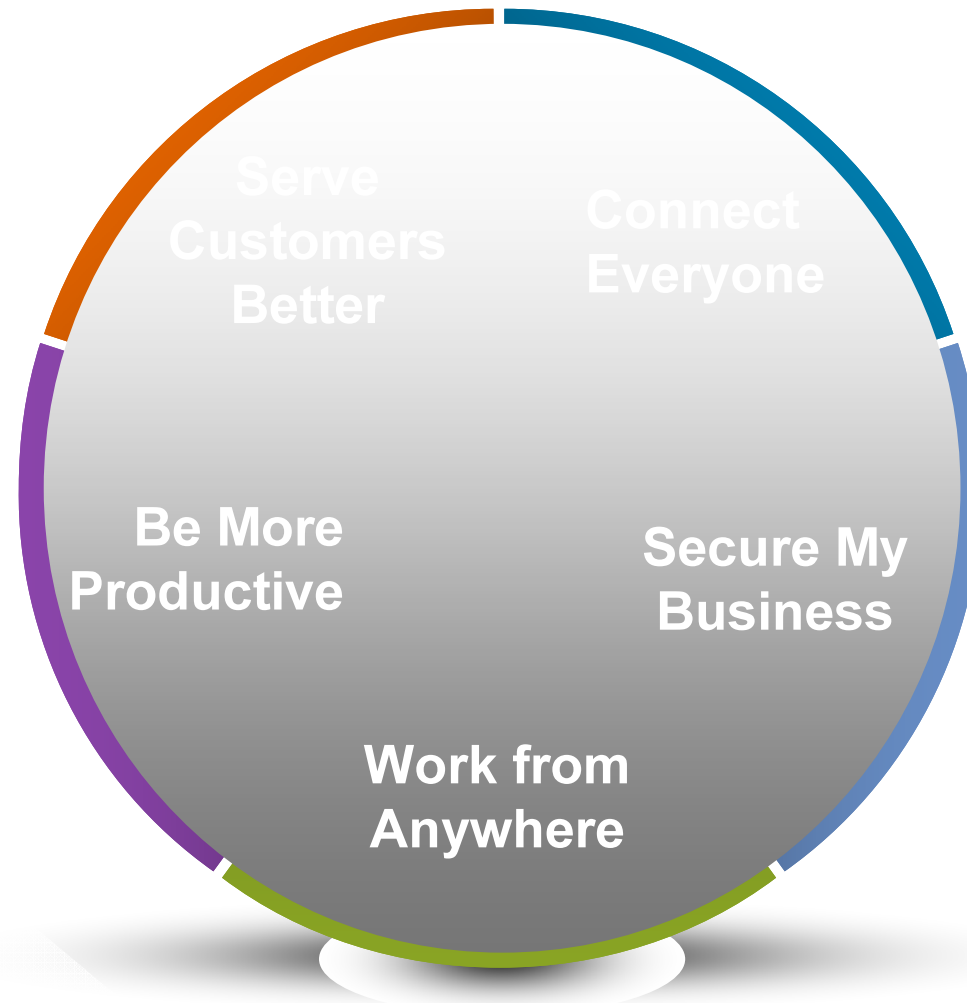 Serve
Customers
Better
Connect
Everyone
Be More
Productive
Secure My
Business
Work from
Anywhere